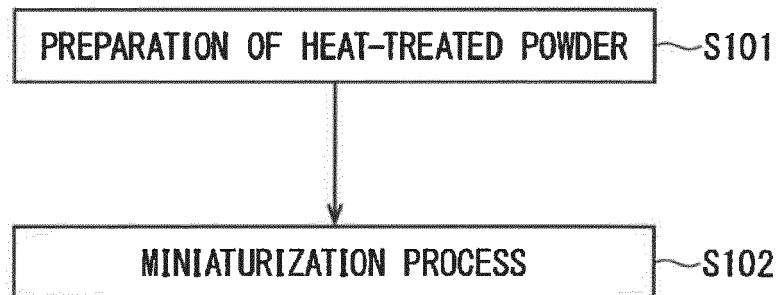 PREPARATION OF HEAT-TREATED POWDER S101
MINIATURIZATION PROCESS S102